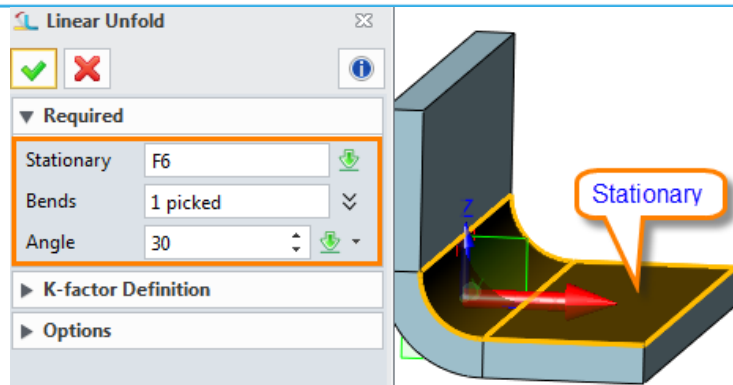 Linear Unfold
Required
Stationary F6
Bends 1 picked
Angle 30
K-factor Definition
Options
Stationary
Z